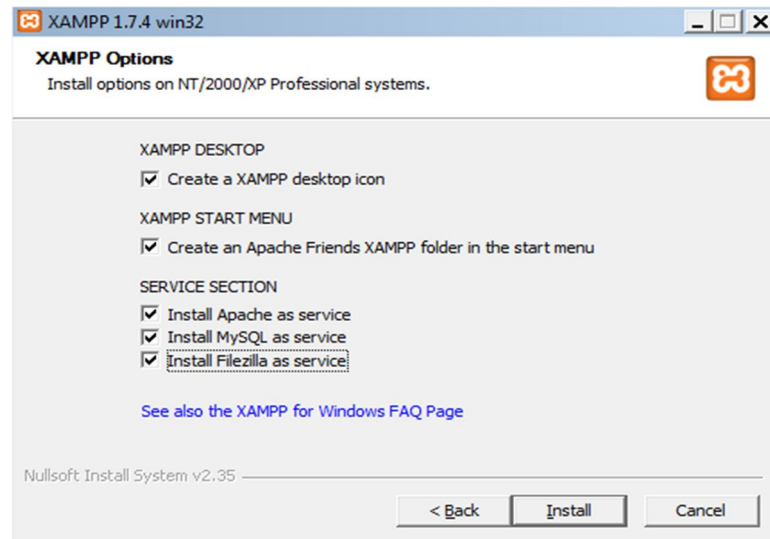 XAMPP 1.7.4 win32
XAMPP Options
Install options on NT/2000/XP Professional systems.
XAMPP DESKTOP
Create a XAMPP desktop icon
XAMPP START MENU
Create an Apache Friends XAMPP folder in the start menu
SERVICE SECTION
Install Apache as service
Install MySQL as service
Install Filezilla as service
See also the XAMPP for Windows FAQ Page
Nullsoft Install System v2.35
< Back Install Cancel